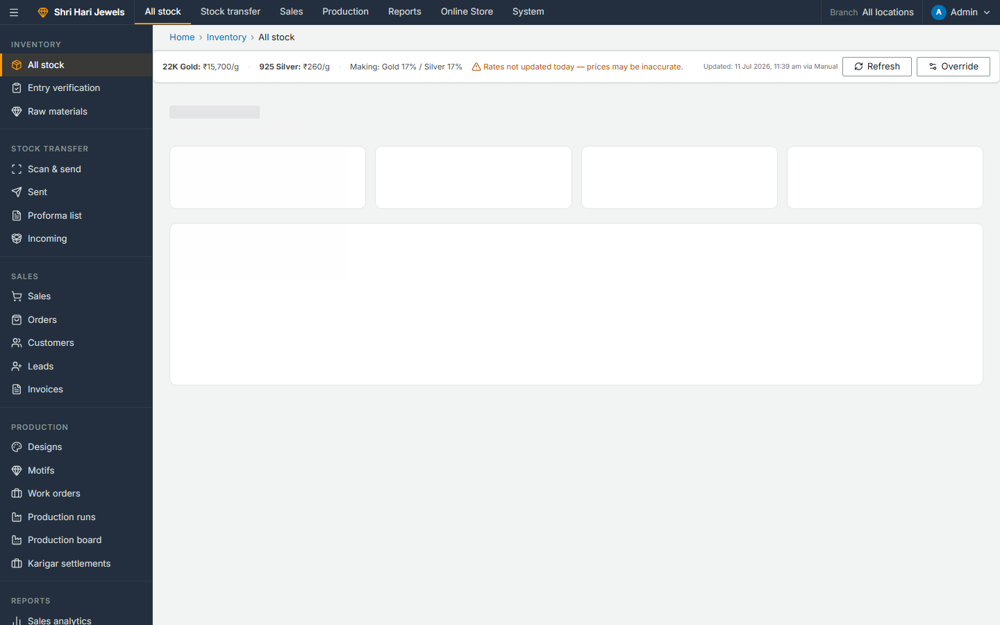 Shri Hari Jewels
All stock
Stock transfer
Sales
Production
Reports
Online Store
System
Branch All locations
A Admin
INVENTORY
All stock
Entry verification
Raw materials
STOCK TRANSFER
Scan & send
Sent
Proforma list
Incoming
SALES
Sales
Orders
Customers
Leads
Invoices
PRODUCTION
Designs
Motifs
Work orders
Production runs
Production board
Karigar settlements
REPORTS
Sales analytics
Home › Inventory › All stock
22K Gold: ₹15,700/g · 925 Silver: ₹260/g · Making: Gold 17% / Silver 17% Rates not updated today — prices may be inaccurate. Updated: 11 Jul 2026, 11:39 am via Manual Refresh Override